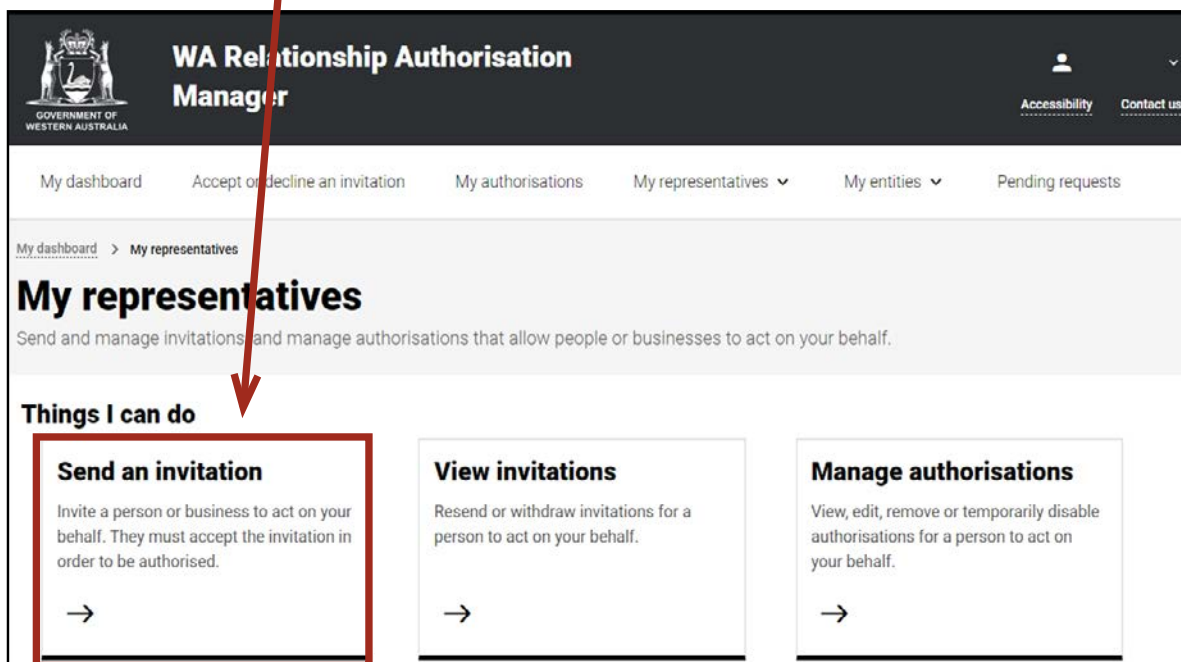 WA Relationship Authorisation
Manager
GOVERNMENT OF
WESTERN AUSTRALIA
Accessibility
Contact us
My dashboard
Accept or decline an invitation
My authorisations
My representatives
My entities
Pending requests
My dashboard > My representatives
My representatives
Send and manage invitations and manage authorisations that allow people or businesses to act on your behalf.
Things I can do
Send an invitation
Invite a person or business to act on your
behalf. They must accept the invitation in
order to be authorised.
View invitations
Resend or withdraw invitations for a
person to act on your behalf.
Manage authorisations
View, edit, remove or temporarily disable
authorisations for a person to act on
your behalf.